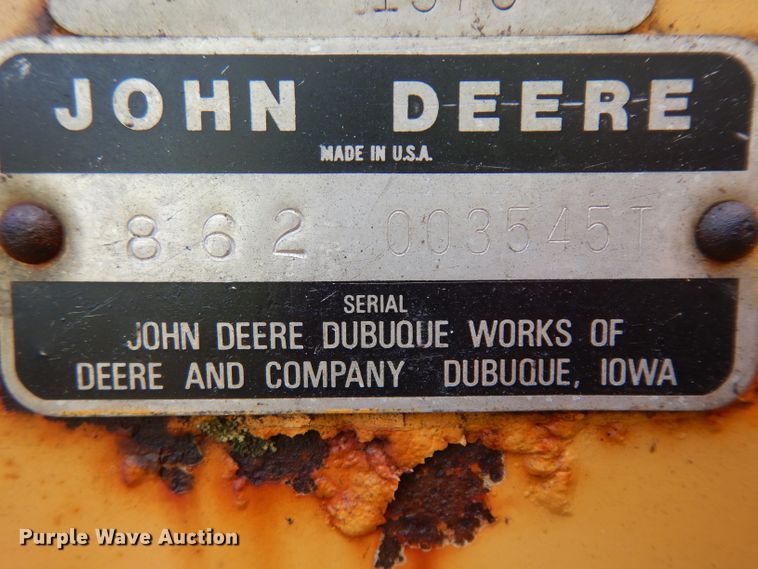 JOHN DEERE
MADE IN U.S.A.
862 003545T
SERIAL
JOHN DEERE DUBUQUE WORKS OF
DEERE AND COMPANY DUBUQUE, IOWA
Purple Wave Auction